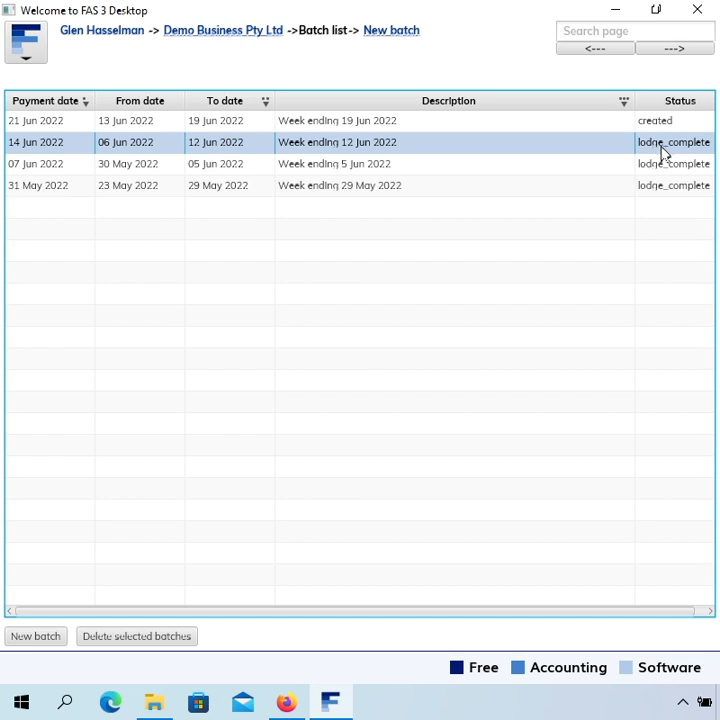 Welcome to FAS 3 Desktop
Glen Hasselman -> Demo Business Pty Ltd ->Batch list-> New batch
Search page
<--- --->
Payment date From date To date Description Status
21 Jun 2022 13 Jun 2022 19 Jun 2022 Week ending 19 Jun 2022 created
14 Jun 2022 06 Jun 2022 12 Jun 2022 Week ending 12 Jun 2022 lodge_complete
07 Jun 2022 30 May 2022 05 Jun 2022 Week ending 5 Jun 2022 lodge_complete
31 May 2022 23 May 2022 29 May 2022 Week ending 29 May 2022 lodge_complete
New batch Delete selected batches
Free Accounting Software